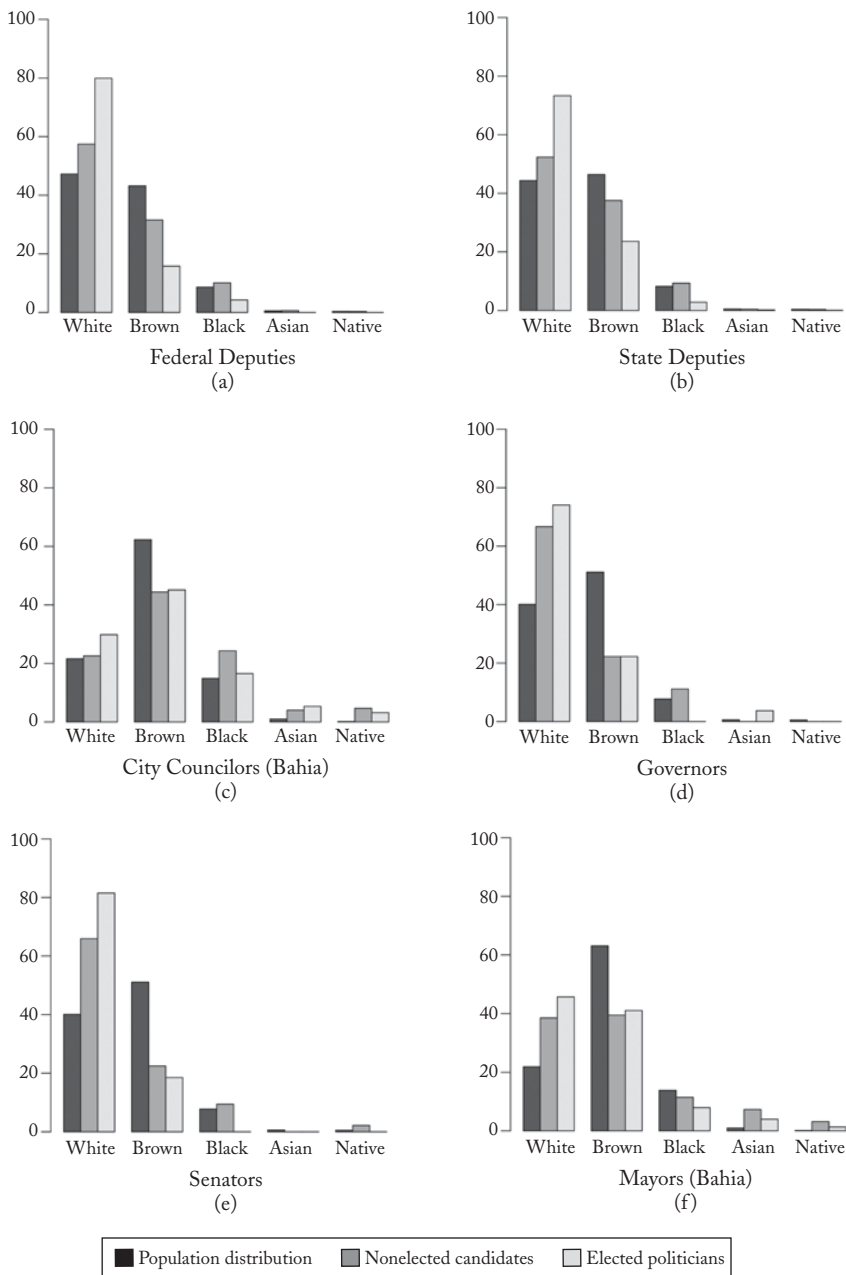 100
80
60
40
20
0
White Brown Black Asian Native
Federal Deputies
(a)
100
80
60
40
20
0
White Brown Black Asian Native
State Deputies
(b)
100
80
60
40
20
0
White Brown Black Asian Native
City Councilors (Bahia)
(c)
100
80
60
40
20
0
White Brown Black Asian Native
Governors
(d)
100
80
60
40
20
0
White Brown Black Asian Native
Senators
(e)
100
80
60
40
20
0
White Brown Black Asian Native
Mayors (Bahia)
(f)
Population distribution Nonelected candidates Elected politicians